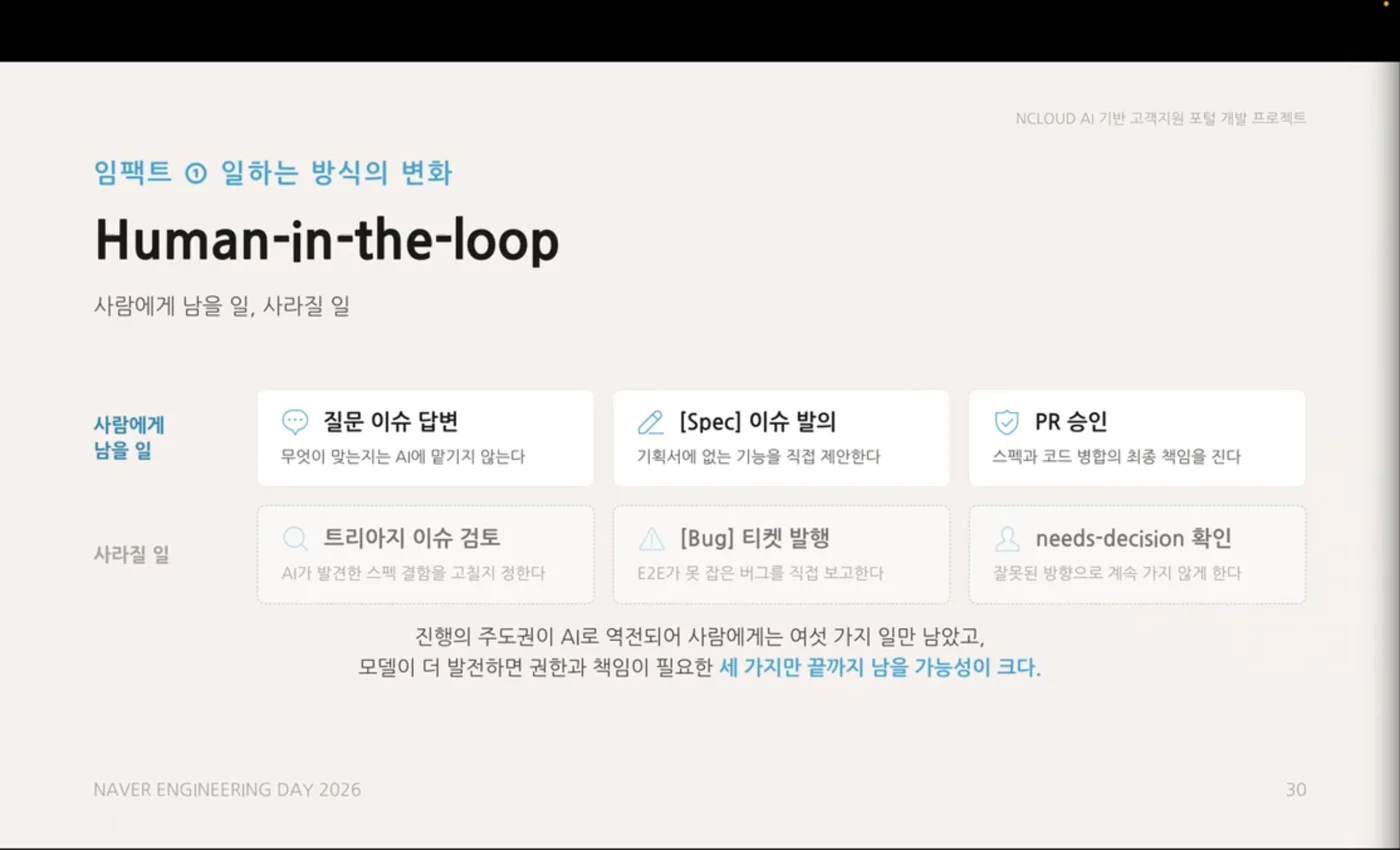 NCLOUD AI 기반 고객지원 포털 개발 프로젝트
임팩트 ① 일하는 방식의 변화
Human-in-the-loop
사람에게 남을 일, 사라질 일
사람에게
남을 일
질문 이슈 답변
무엇이 맞는지는 AI에 맡기지 않는다
[Spec] 이슈 발의
기획서에 없는 기능을 직접 제안한다
PR 승인
스펙과 코드 병합의 최종 책임을 진다
사라질 일
트리아지 이슈 검토
AI가 발견한 스펙 결함을 고칠지 정한다
[Bug] 티켓 발행
E2E가 못 잡은 버그를 직접 보고한다
needs-decision 확인
잘못된 방향으로 계속 가지 않게 한다
진행의 주도권이 AI로 역전되어 사람에게는 여섯 가지 일만 남았고,
모델이 더 발전하면 권한과 책임이 필요한 세 가지만 끝까지 남을 가능성이 크다.
NAVER ENGINEERING DAY 2026
30